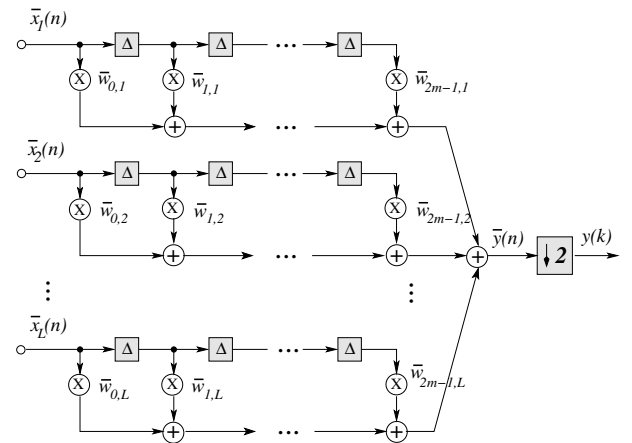 x̄₁(n)
Δ Δ ... Δ
X w̄₀,₁ X w̄₁,₁ X w̄₂ₘ₋₁,₁
+ ... +
x̄₂(n)
Δ Δ ... Δ
X w̄₀,₂ X w̄₁,₂ X w̄₂ₘ₋₁,₂
+ ... + + ȳ(n) ↓ 2 y(k)
⋮ ⋮
x̄_L(n)
Δ Δ ... Δ
X w̄_{0,L} X w̄_{1,L} X w̄_{2m−1,L}
+ ... +